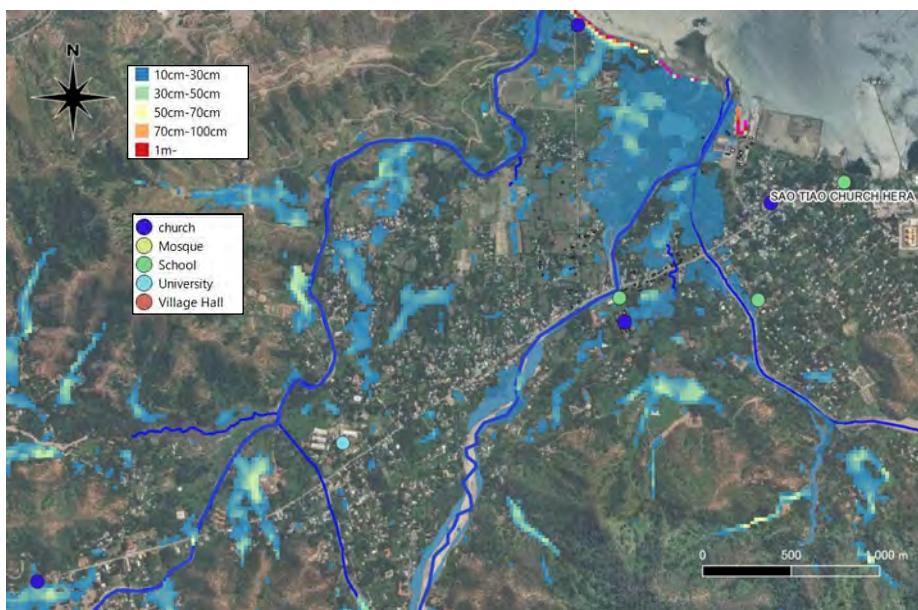 N
10cm-30cm
30cm-50cm
50cm-70cm
70cm-100cm
1m-
church
Mosque
School
University
Village Hall
SAO TIAO CHURCH HERA
0 500 1,000 m